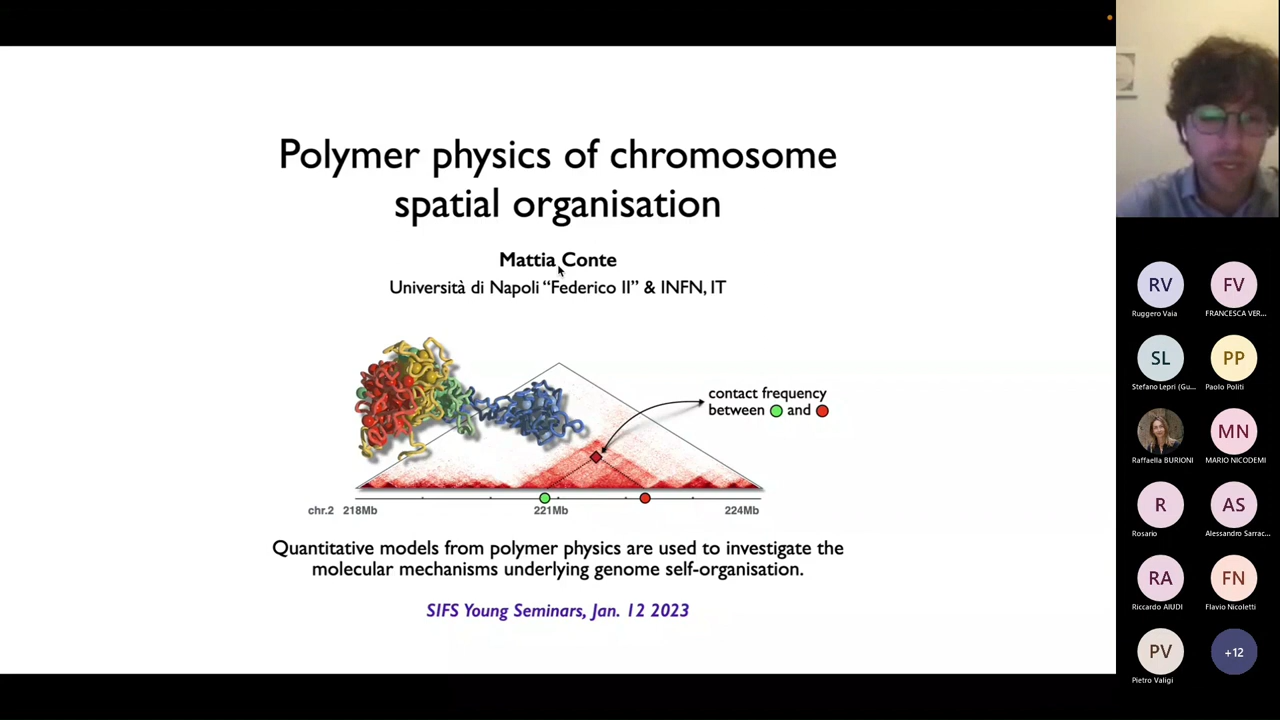 Polymer physics of chromosome
spatial organisation
Mattia Conte
Università di Napoli “Federico II” & INFN, IT
contact frequency
between and
chr.2 218Mb 221Mb 224Mb
Quantitative models from polymer physics are used to investigate the
molecular mechanisms underlying genome self-organisation.
SIFS Young Seminars, Jan. 12 2023
RV FV
Ruggero Vaia FRANCESCA VER...
SL PP
Stefano Lepri (Gu... Paolo Politi
MN
Raffaella BURIONI MARIO NICODEMI
R AS
Rosario Alessandro Sarrac...
RA FN
Riccardo AIUDI Flavio Nicoletti
PV +12
Pietro Valigi